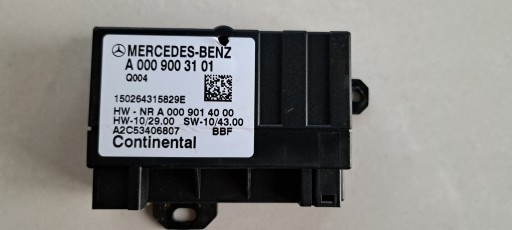 MERCEDES-BENZ
A 000 900 31 01
Q004
150264315829E
HW - NR A 000 901 40 00
HW-10/29.00 SW-10/43.00
A2C53406807 BBF
Continental